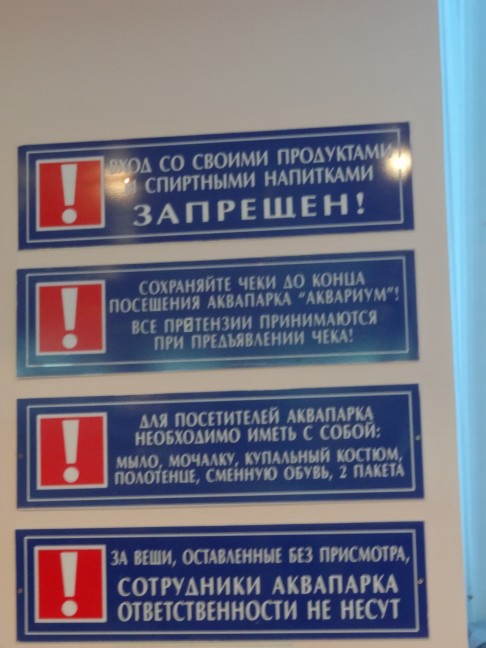 ВХОД СО СВОИМИ ПРОДУКТАМИ
И СПИРТНЫМИ НАПИТКАМИ
ЗАПРЕЩЕН!
СОХРАНЯЙТЕ ЧЕКИ ДО КОНЦА
ПОСЕЩЕНИЯ АКВАПАРКА "АКВАРИУМ"!
ВСЕ ПРЕТЕНЗИИ ПРИНИМАЮТСЯ
ПРИ ПРЕДЪЯВЛЕНИИ ЧЕКА!
ДЛЯ ПОСЕТИТЕЛЕЙ АКВАПАРКА
НЕОБХОДИМО ИМЕТЬ С СОБОЙ:
МЫЛО, МОЧАЛКУ, КУПАЛЬНЫЙ КОСТЮМ,
ПОЛОТЕНЦЕ, СМЕННУЮ ОБУВЬ, 2 ПАКЕТА
ЗА ВЕЩИ, ОСТАВЛЕННЫЕ БЕЗ ПРИСМОТРА,
СОТРУДНИКИ АКВАПАРКА
ОТВЕТСТВЕННОСТИ НЕ НЕСУТ